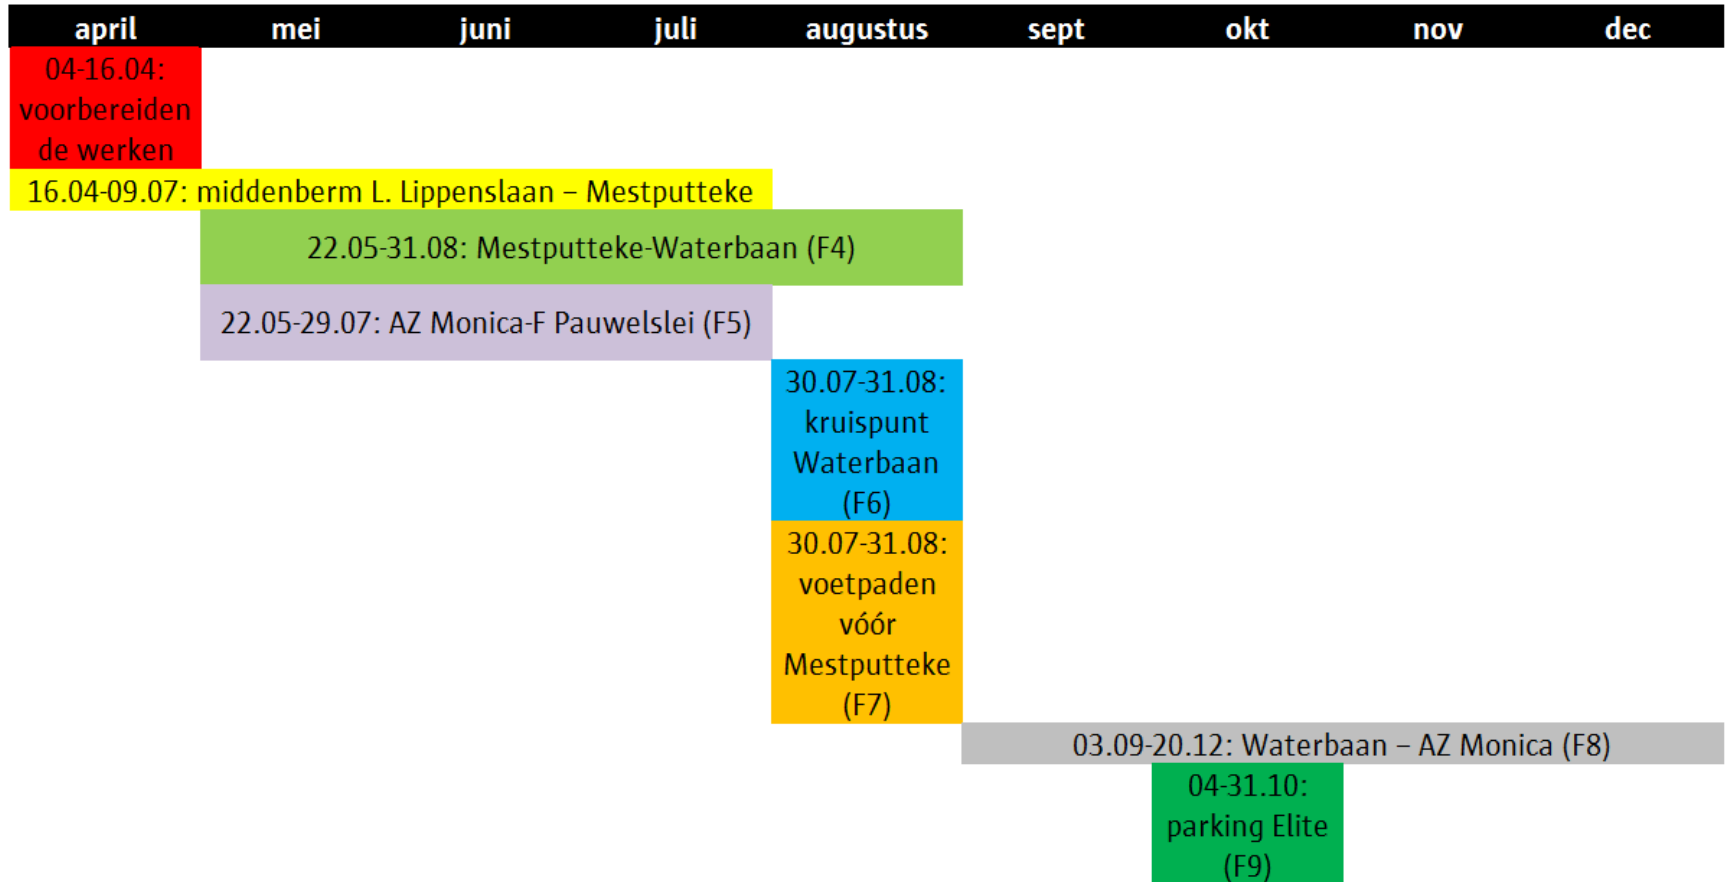 april mei juni juli augustus sept okt nov dec
04-16.04:
voorbereiden
de werken
16.04-09.07: middenberm L. Lippenslaan – Mestputteke
22.05-31.08: Mestputteke-Waterbaan (F4)
22.05-29.07: AZ Monica-F Pauwelslei (F5)
30.07-31.08:
kruispunt
Waterbaan
(F6)
30.07-31.08:
voetpaden
vóór
Mestputteke
(F7)
03.09-20.12: Waterbaan – AZ Monica (F8)
04-31.10:
parking Elite
(F9)